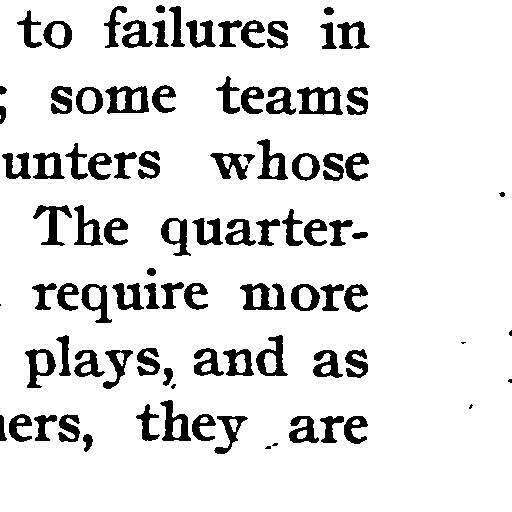 to failures in
; some teams
unters whose
The quarter-
require more
plays, and as
ers, they are